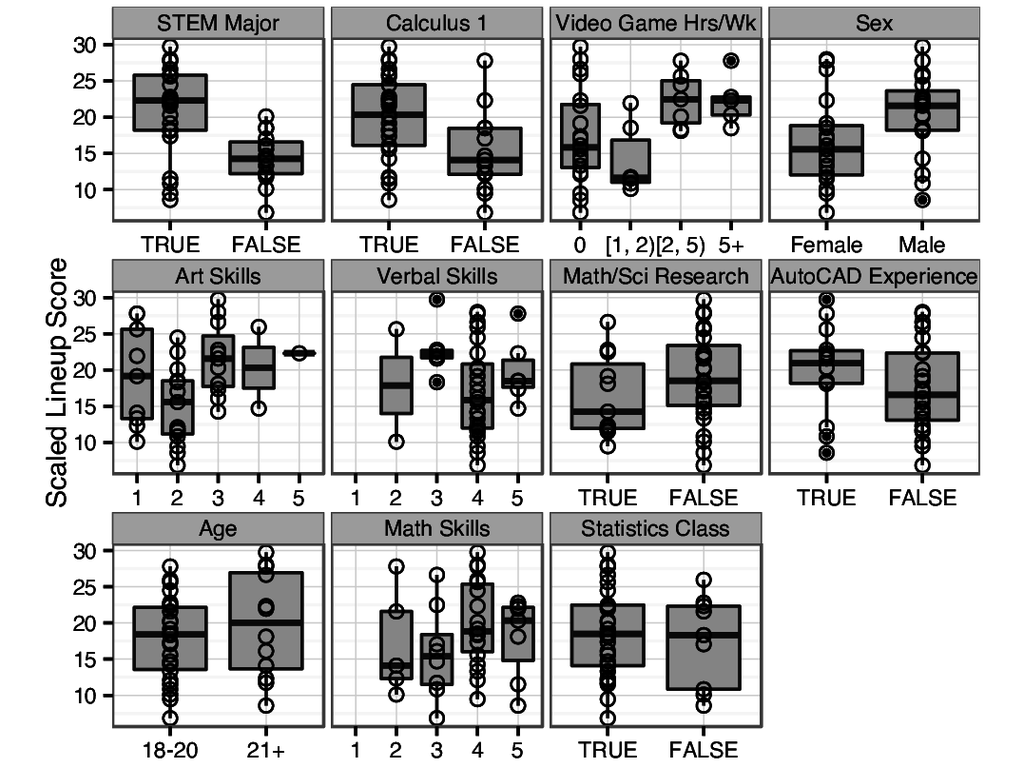 STEM Major Calculus 1 Video Game Hrs/Wk Sex
30
25
20
15
10
TRUE FALSE TRUE FALSE 0 [1, 2) [2, 5) 5+ Female Male
Scaled Lineup Score
Art Skills Verbal Skills Math/Sci Research AutoCAD Experience
30
25
20
15
10
1 2 3 4 5 1 2 3 4 5 TRUE FALSE TRUE FALSE
Age Math Skills Statistics Class
30
25
20
15
10
18-20 21+ 1 2 3 4 5 TRUE FALSE